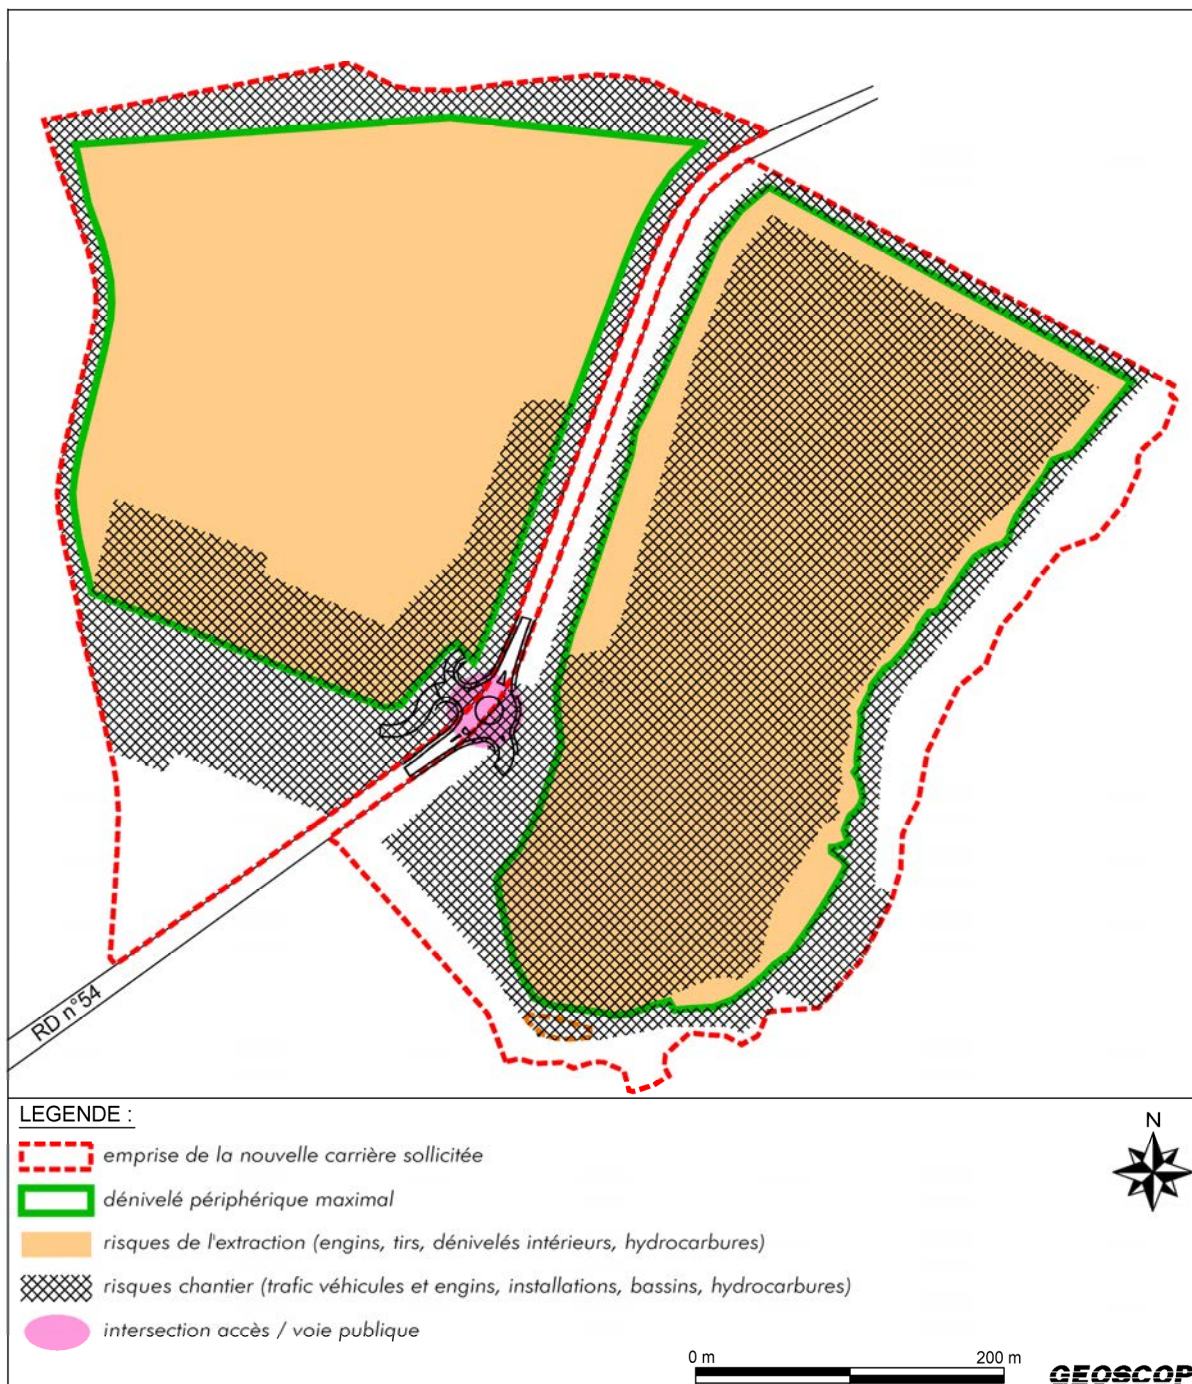 RD n°54
LEGENDE :
emprise de la nouvelle carrière sollicitée
dénivelé périphérique maximal
risques de l'extraction (engins, tirs, dénivelés intérieurs, hydrocarbures)
risques chantier (trafic véhicules et engins, installations, bassins, hydrocarbures)
intersection accès / voie publique
N
0 m 200 m
GEOSCOP